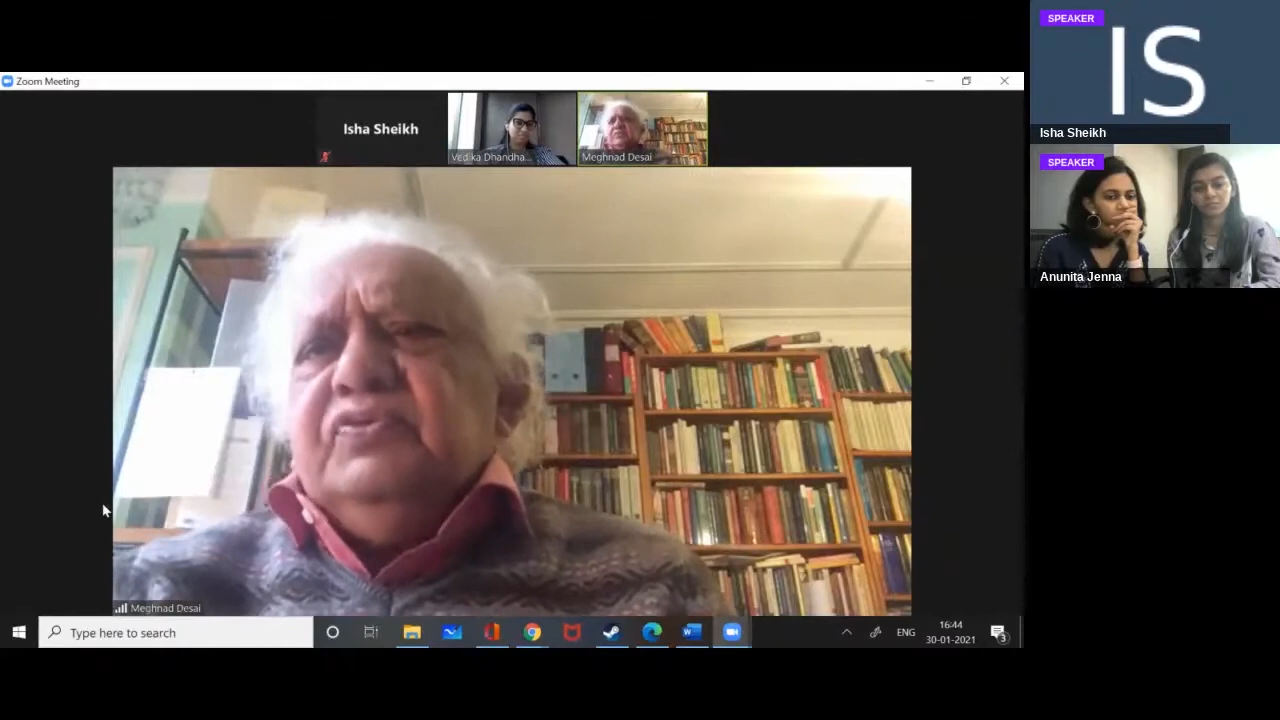 Zoom Meeting
Isha Sheikh
Vedika Dhandha...
Meghnad Desai
Meghnad Desai
Type here to search
ENG
16:44
30-01-2021
3
SPEAKER
IS
Isha Sheikh
SPEAKER
Anunita Jenna